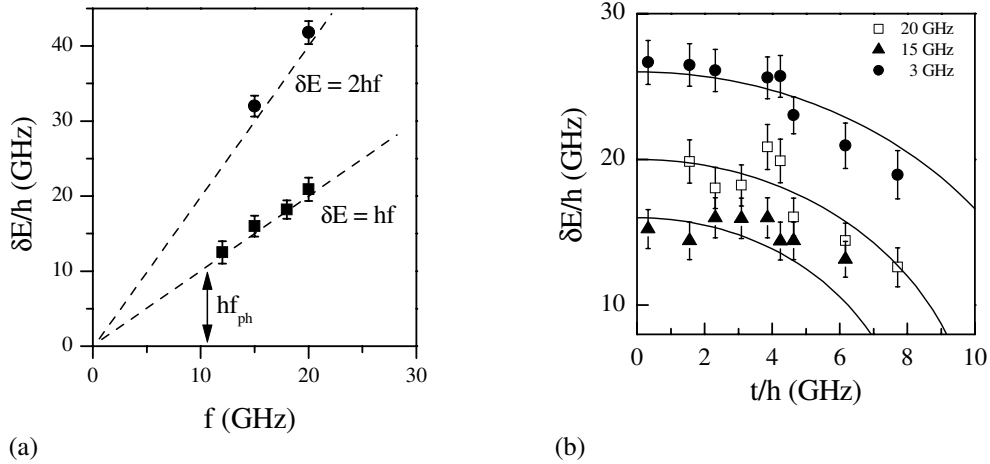 40
30
20
10
0
δE/h (GHz)
δE = 2hf
δE = hf
hf_ph
0 10 20 30
f (GHz)
(a)
30
20
10
δE/h (GHz)
20 GHz
15 GHz
3 GHz
0 2 4 6 8 10
t/h (GHz)
(b)